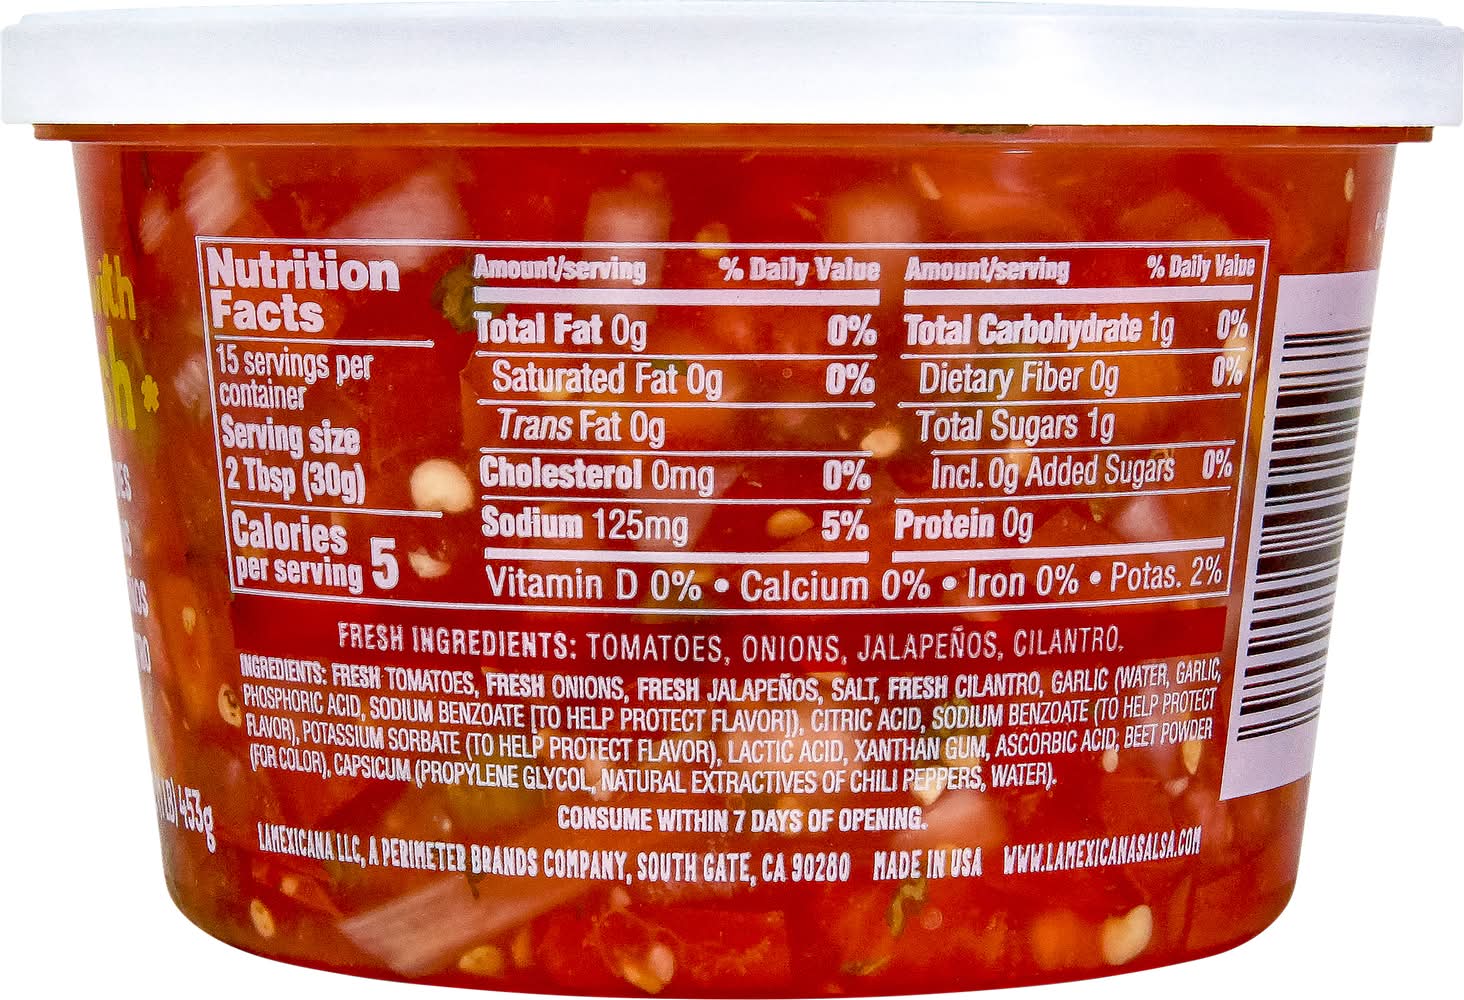 Nutrition
Facts
15 servings per
container
Serving size
2 Tbsp (30g)
Calories
per serving 5
Amount/serving % Daily Value
Total Fat 0g 0%
Saturated Fat 0g 0%
Trans Fat 0g
Cholesterol 0mg 0%
Sodium 125mg 5%
Amount/serving % Daily Value
Total Carbohydrate 1g 0%
Dietary Fiber 0g 0%
Total Sugars 1g
Incl. 0g Added Sugars 0%
Protein 0g
Vitamin D 0% • Calcium 0% • Iron 0% • Potas. 2%
FRESH INGREDIENTS: TOMATOES, ONIONS, JALAPEÑOS, CILANTRO.
INGREDIENTS: FRESH TOMATOES, FRESH ONIONS, FRESH JALAPEÑOS, SALT, FRESH CILANTRO, GARLIC (WATER, GARLIC,
PHOSPHORIC ACID, SODIUM BENZOATE [TO HELP PROTECT FLAVOR]), CITRIC ACID, SODIUM BENZOATE (TO HELP PROTECT
FLAVOR), POTASSIUM SORBATE (TO HELP PROTECT FLAVOR), LACTIC ACID, XANTHAN GUM, ASCORBIC ACID, BEET POWDER
(FOR COLOR), CAPSICUM (PROPYLENE GLYCOL, NATURAL EXTRACTIVES OF CHILI PEPPERS, WATER).
CONSUME WITHIN 7 DAYS OF OPENING.
LAMEXICANA LLC, A PERIMETER BRANDS COMPANY, SOUTH GATE, CA 90280 MADE IN USA WWW.LAMEXICANASALSA.COM
453g